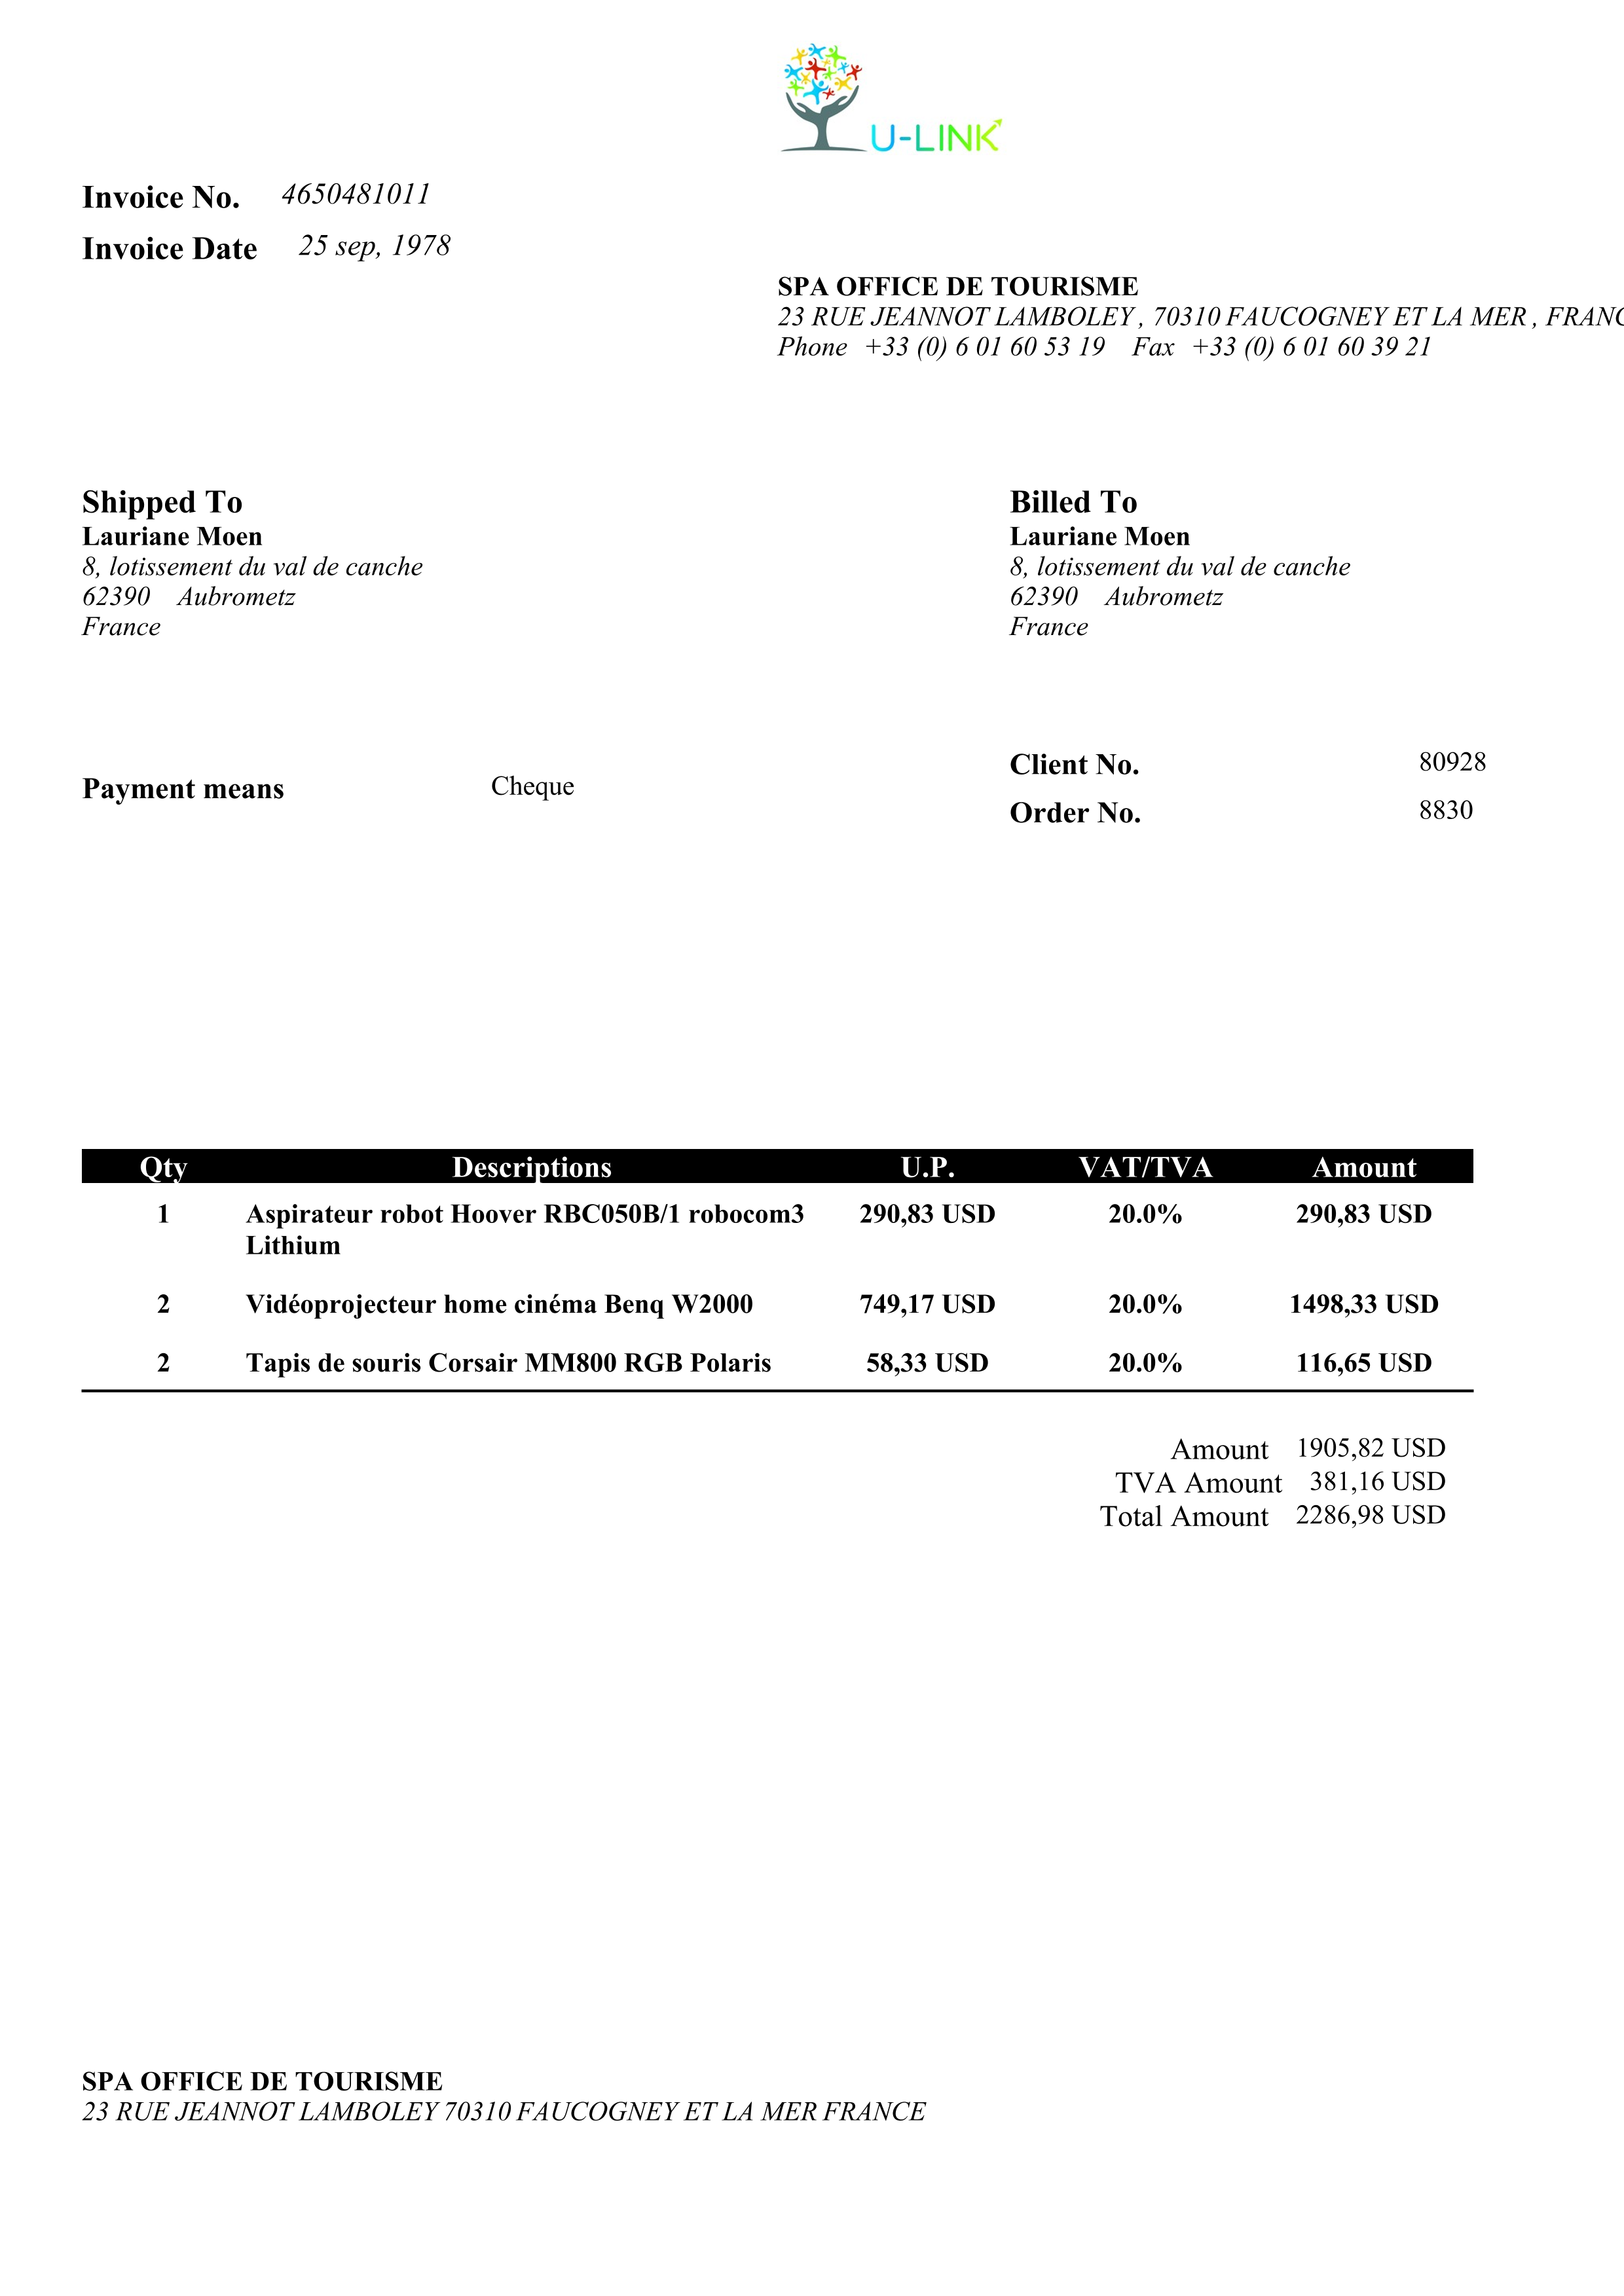 U-LINK
Invoice No. 4650481011
Invoice Date 25 sep, 1978
SPA OFFICE DE TOURISME
23 RUE JEANNOT LAMBOLEY , 70310 FAUCOGNEY ET LA MER , FRANC
Phone +33 (0) 6 01 60 53 19 Fax +33 (0) 6 01 60 39 21
Shipped To
Lauriane Moen
8, lotissement du val de canche
62390 Aubrometz
France
Billed To
Lauriane Moen
8, lotissement du val de canche
62390 Aubrometz
France
Payment means Cheque
Client No. 80928
Order No. 8830
Qty Descriptions U.P. VAT/TVA Amount
1 Aspirateur robot Hoover RBC050B/1 robocom3 290,83 USD 20.0% 290,83 USD
Lithium
2 Vidéoprojecteur home cinéma Benq W2000 749,17 USD 20.0% 1498,33 USD
2 Tapis de souris Corsair MM800 RGB Polaris 58,33 USD 20.0% 116,65 USD
Amount 1905,82 USD
TVA Amount 381,16 USD
Total Amount 2286,98 USD
SPA OFFICE DE TOURISME
23 RUE JEANNOT LAMBOLEY 70310 FAUCOGNEY ET LA MER FRANCE